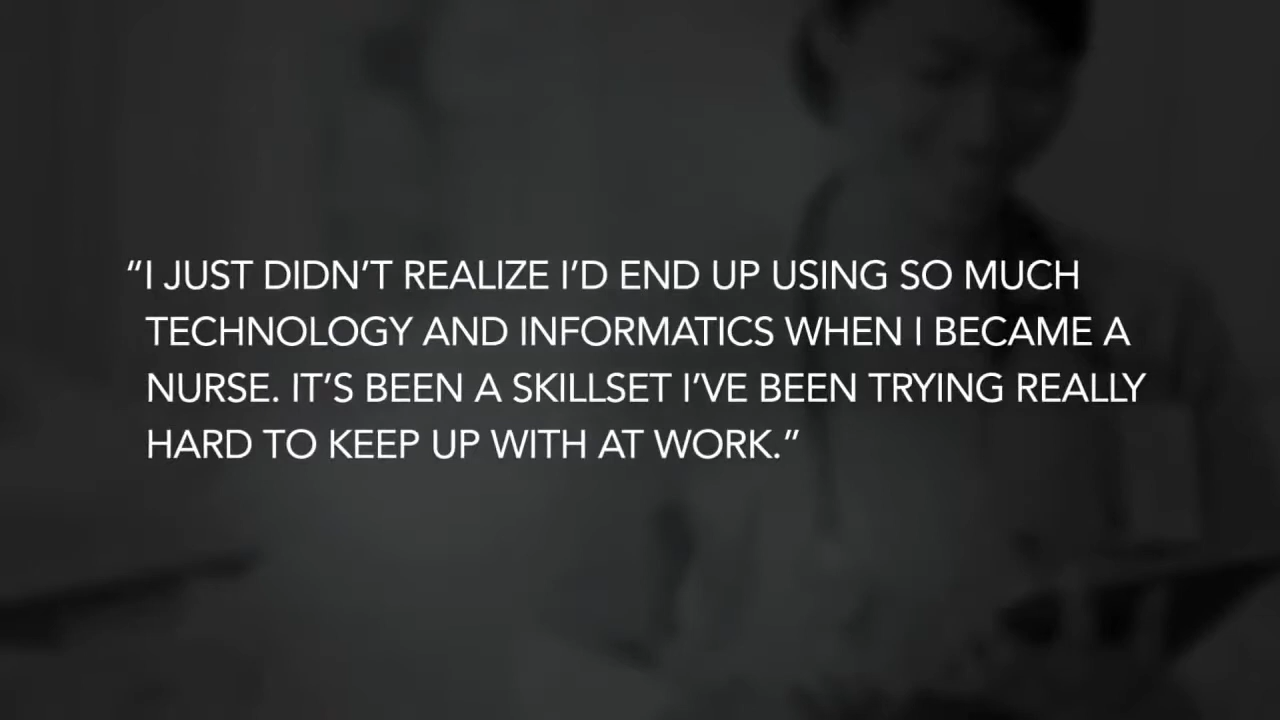 “I JUST DIDN’T REALIZE I’D END UP USING SO MUCH
TECHNOLOGY AND INFORMATICS WHEN I BECAME A
NURSE. IT’S BEEN A SKILLSET I’VE BEEN TRYING REALLY
HARD TO KEEP UP WITH AT WORK.”